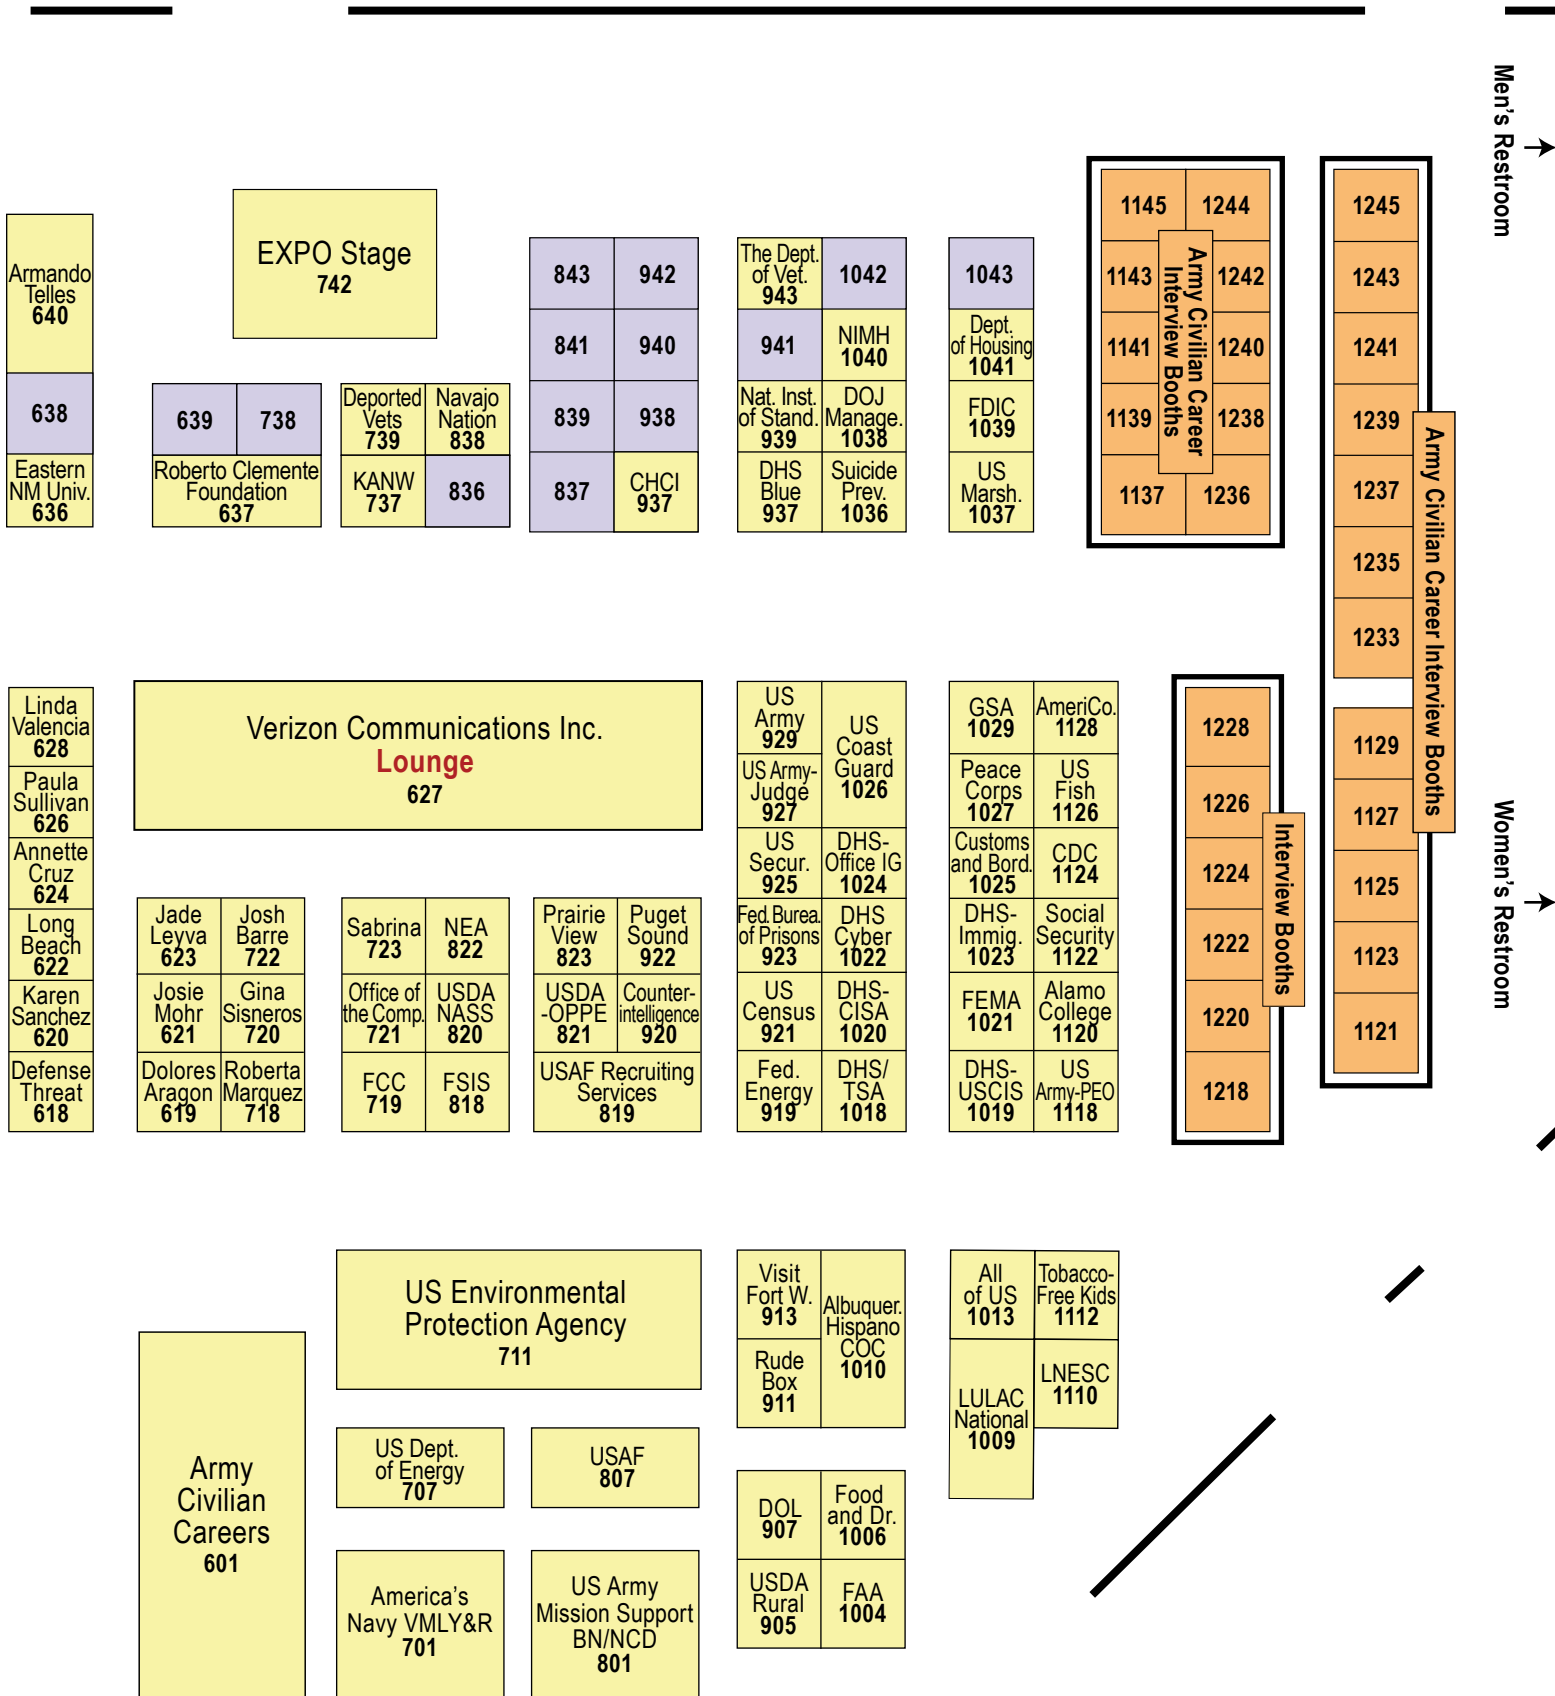 Men's Restroom
Armando
Telles
640
638
Eastern
NM Univ.
636
EXPO Stage
742
639
738
Roberto Clemente
Foundation
637
Deported
Vets
739
Navajo
Nation
838
KANW
737
836
843
942
841
940
839
938
837
CHCI
937
The Dept.
of Vet.
943
1042
941
NIMH
1040
Nat. Inst.
of Stand.
939
DOJ
Manage.
1038
DHS
Blue
937
Suicide
Prev.
1036
1043
Dept.
of Housing
1041
FDIC
1039
US
Marsh.
1037
1145
1244
1143
1242
1141
1240
1139
1238
1137
1236
Army Civilian Career
Interview Booths
1245
1243
1241
1239
1237
1235
1233
1129
1127
1125
1123
1121
Army Civilian Career Interview Booths
Linda
Valencia
628
Paula
Sullivan
626
Annette
Cruz
624
Long
Beach
622
Karen
Sanchez
620
Defense
Threat
618
Verizon Communications Inc.
Lounge
627
Jade
Leyva
623
Josh
Barre
722
Josie
Mohr
621
Gina
Sisneros
720
Dolores
Aragon
619
Roberta
Marquez
718
Sabrina
723
NEA
822
Office of
the Comp.
721
USDA
NASS
820
FCC
719
FSIS
818
Prairie
View
823
Puget
Sound
922
USDA
-OPPE
821
Counter-
intelligence
920
USAF Recruiting
Services
819
US
Army
929
US
Coast
Guard
1026
US Army-
Judge
927
US
Secur.
925
DHS-
Office IG
1024
Fed. Burea.
of Prisons
923
DHS
Cyber
1022
US
Census
921
DHS-
CISA
1020
Fed.
Energy
919
DHS/
TSA
1018
GSA
1029
AmeriCo.
1128
Peace
Corps
1027
US
Fish
1126
Customs
and Bord.
1025
CDC
1124
DHS-
Immig.
1023
Social
Security
1122
FEMA
1021
Alamo
College
1120
DHS-
USCIS
1019
US
Army-PEO
1118
1228
1226
1224
1222
1220
1218
Interview Booths
Women's Restroom
Army
Civilian
Careers
601
US Environmental
Protection Agency
711
US Dept.
of Energy
707
USAF
807
America's
Navy VMLY&R
701
US Army
Mission Support
BN/NCD
801
Visit
Fort W.
913
Albuquer.
Hispano
COC
1010
Rude
Box
911
DOL
907
Food
and Dr.
1006
USDA
Rural
905
FAA
1004
All
of US
1013
Tobacco-
Free Kids
1112
LULAC
National
1009
LNESC
1110